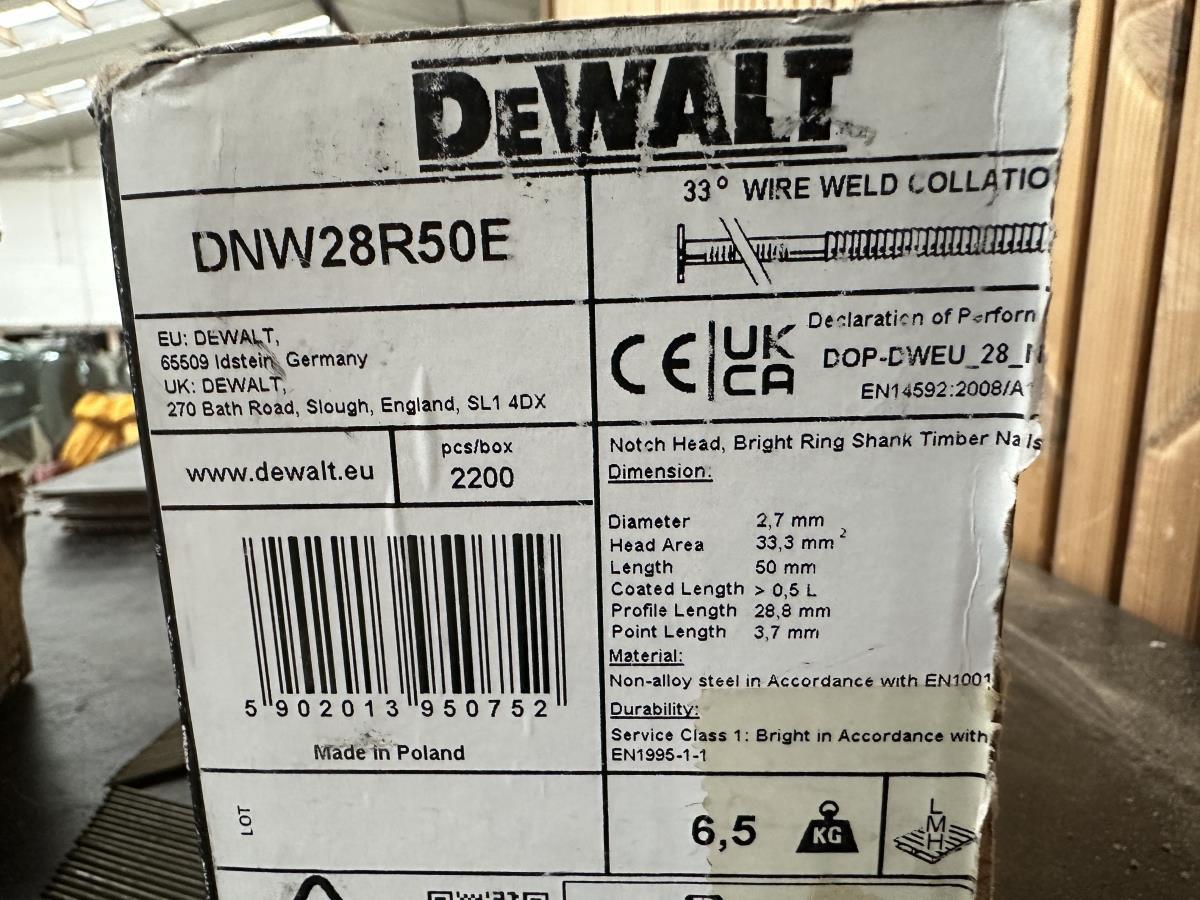 DEWALT
DNW28R50E
33° WIRE WELD COLLATIO
EU: DEWALT,
65509 Idstein, Germany
UK: DEWALT,
270 Bath Road, Slough, England, SL1 4DX
CE UK
CA
Declaration of Perform
DOP-DWEU_28_
EN14592:2008/A
www.dewalt.eu
pcs/box
2200
Notch Head, Bright Ring Shank Timber Nails
Dimension:
Diameter 2,7 mm
Head Area 33,3 mm²
Length 50 mm
Coated Length > 0,5 L
Profile Length 28,8 mm
Point Length 3,7 mm
Material:
Non-alloy steel in Accordance with EN1001
Durability:
Service Class 1: Bright in Accordance with
EN1995-1-1
5 902013 950752
Made in Poland
LOT
6,5 KG
L
M
H